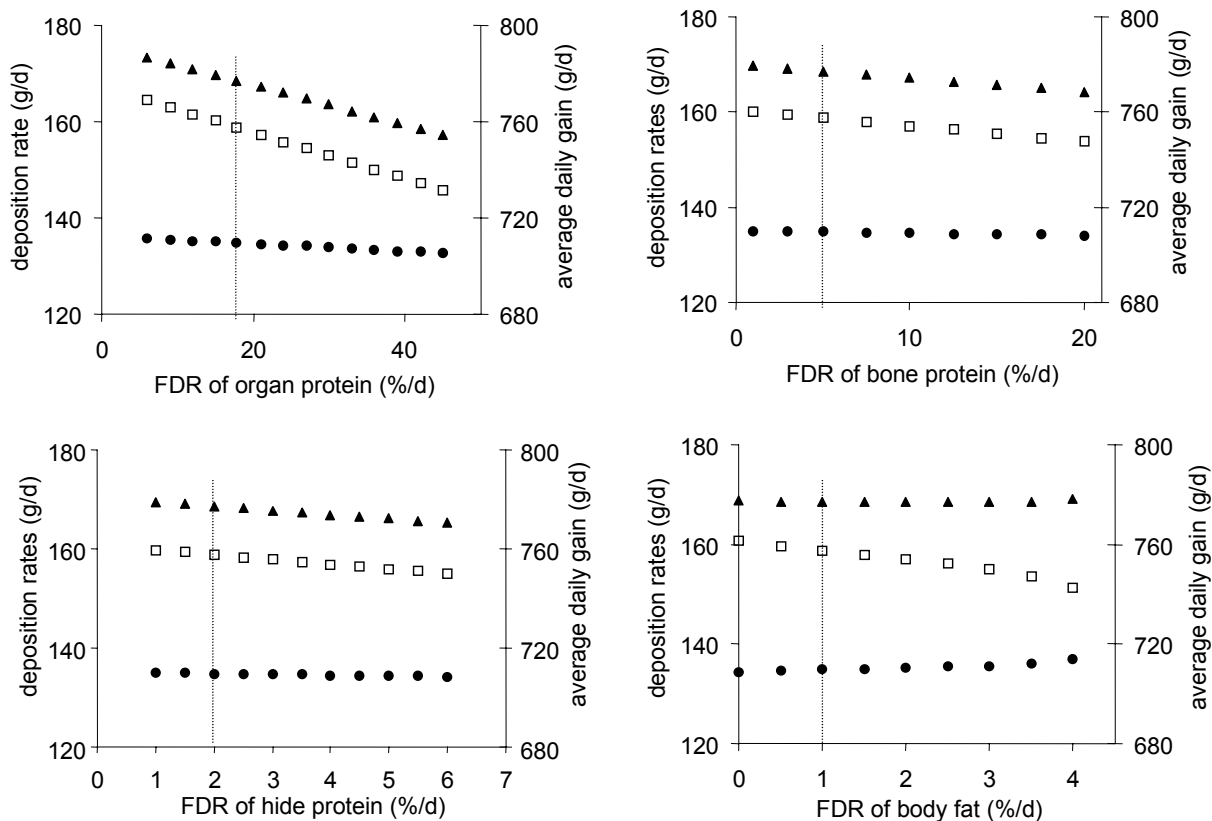 deposition rate (g/d)
180
160
140
120
0
20
40
800
760
720
680
average daily gain (g/d)
FDR of organ protein (%/d)
deposition rates (g/d)
180
160
140
120
0
10
20
800
760
720
680
average daily gain (g/d)
FDR of bone protein (%/d)
deposition rates (g/d)
180
160
140
120
0 1 2 3 4 5 6 7
800
760
720
680
average daily gain (g/d)
FDR of hide protein (%/d)
deposition rates (g/d)
180
160
140
120
0 1 2 3 4
800
760
720
680
average daily gain (g/d)
FDR of body fat (%/d)